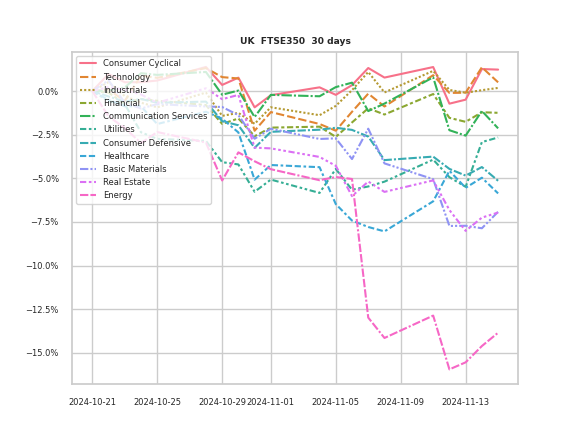 UK FTSE350 30 days
Consumer Cyclical
Technology
Industrials
Financial
Communication Services
Utilities
Consumer Defensive
Healthcare
Basic Materials
Real Estate
Energy
0.0%
−2.5%
−5.0%
−7.5%
−10.0%
−12.5%
−15.0%
2024-10-21 2024-10-25 2024-10-29 2024-11-01 2024-11-05 2024-11-09 2024-11-13